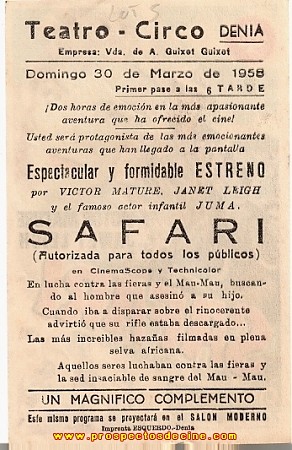 Lot 5
Teatro - Circo DENIA
Empresa: Vda. de A. Guixot Guixot
Domingo 30 de Marzo de 1958
Primer pase a las 6 TARDE
¡Dos horas de emoción en la más apasionante
aventura que ha ofrecido el cine!
Usted será protagonista de las más emocionantes
aventuras que han llegado a la pantalla
Espectacular y formidable ESTRENO
por VICTOR MATURE, JANET LEIGH
y el famoso actor infantil JUMA.
SAFARI
(Autorizada para todos los públicos)
en CinemaScope y Technicolor
En lucha contra las fieras y el Mau-Mau, buscan-
do al hombre que asesinó a su hijo.
Cuando iba a disparar sobre el rinoceronte
advirtió que su rifle estaba descargado...
Las más increibles hazañas filmadas en plena
selva africana.
Aquellos seres luchaban contra las fieras y
la sed insaciable de sangre del Mau - Mau.
UN MAGNIFICO COMPLEMENTO
Este mismo programa se proyectará en el SALON MODERNO
Imprenta ESQUERDO.-Denia
www.prospectosdecine.com